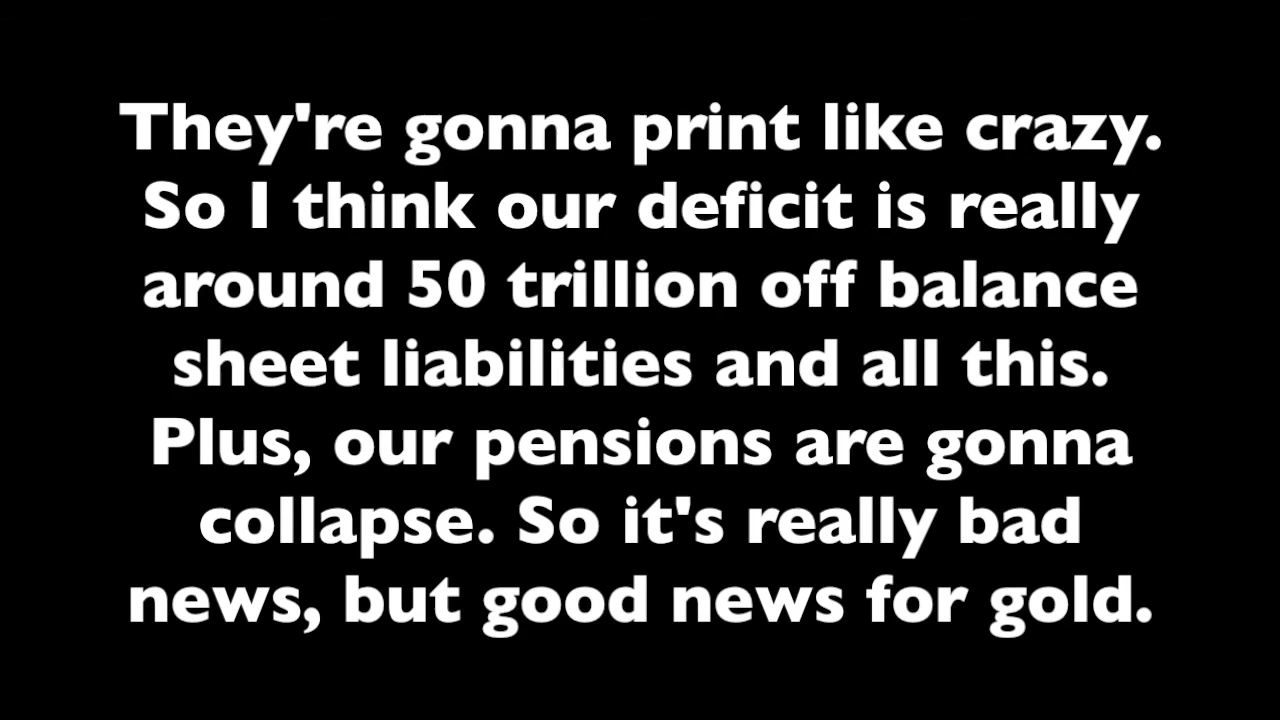 They're gonna print like crazy.
So I think our deficit is really
around 50 trillion off balance
sheet liabilities and all this.
Plus, our pensions are gonna
collapse. So it's really bad
news, but good news for gold.